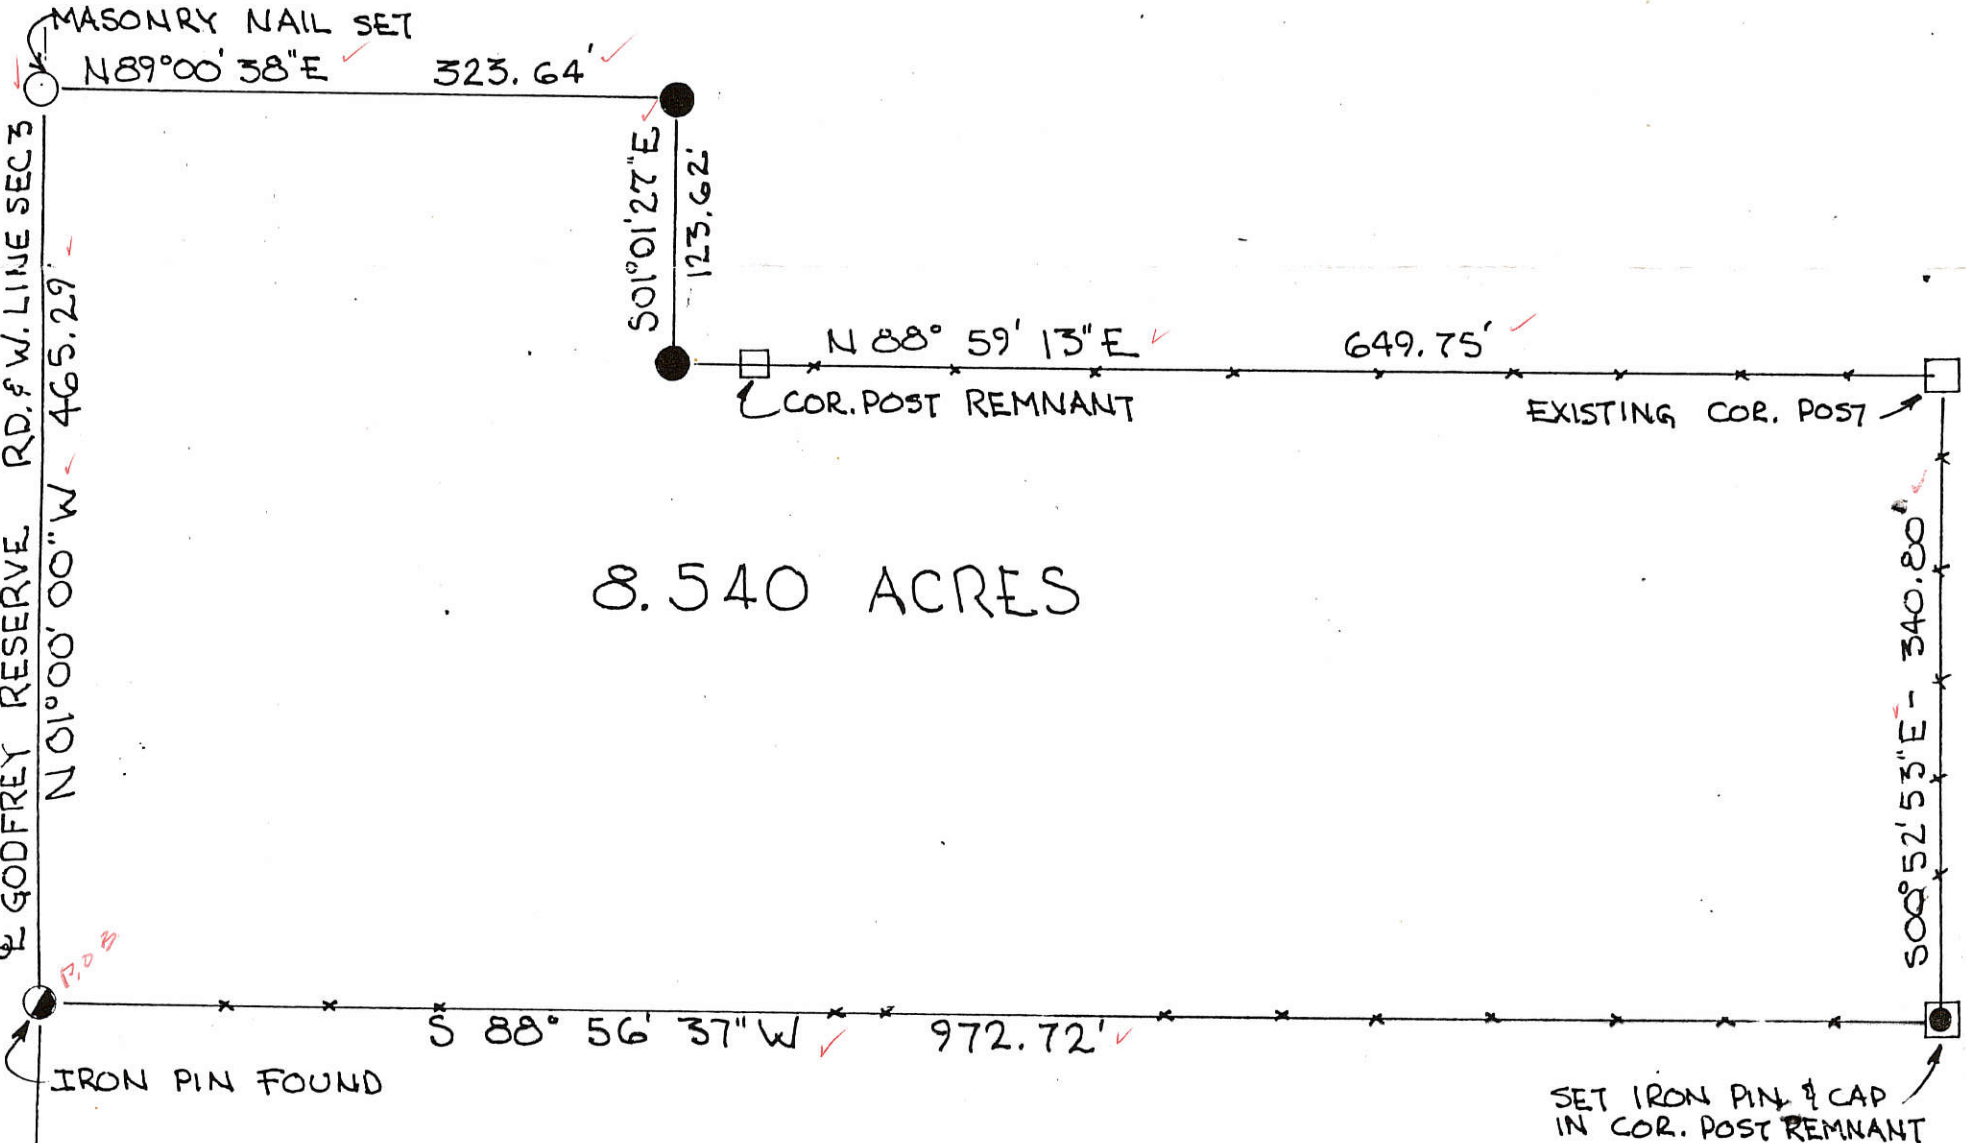 MASONRY NAIL SET
N89°00'38"E 323.64'
S01°01'27"E
123.62'
N 88° 59' 13"E 649.75'
COR. POST REMNANT
EXISTING COR. POST
℄ GODFREY RESERVE RD. & W. LINE SEC 3
N 01°00'00"W 465.29'
8.540 ACRES
S00°52'53"E - 340.80'
P.O B
S 88° 56' 37" W 972.72'
IRON PIN FOUND
SET IRON PIN & CAP
IN COR. POST REMNANT